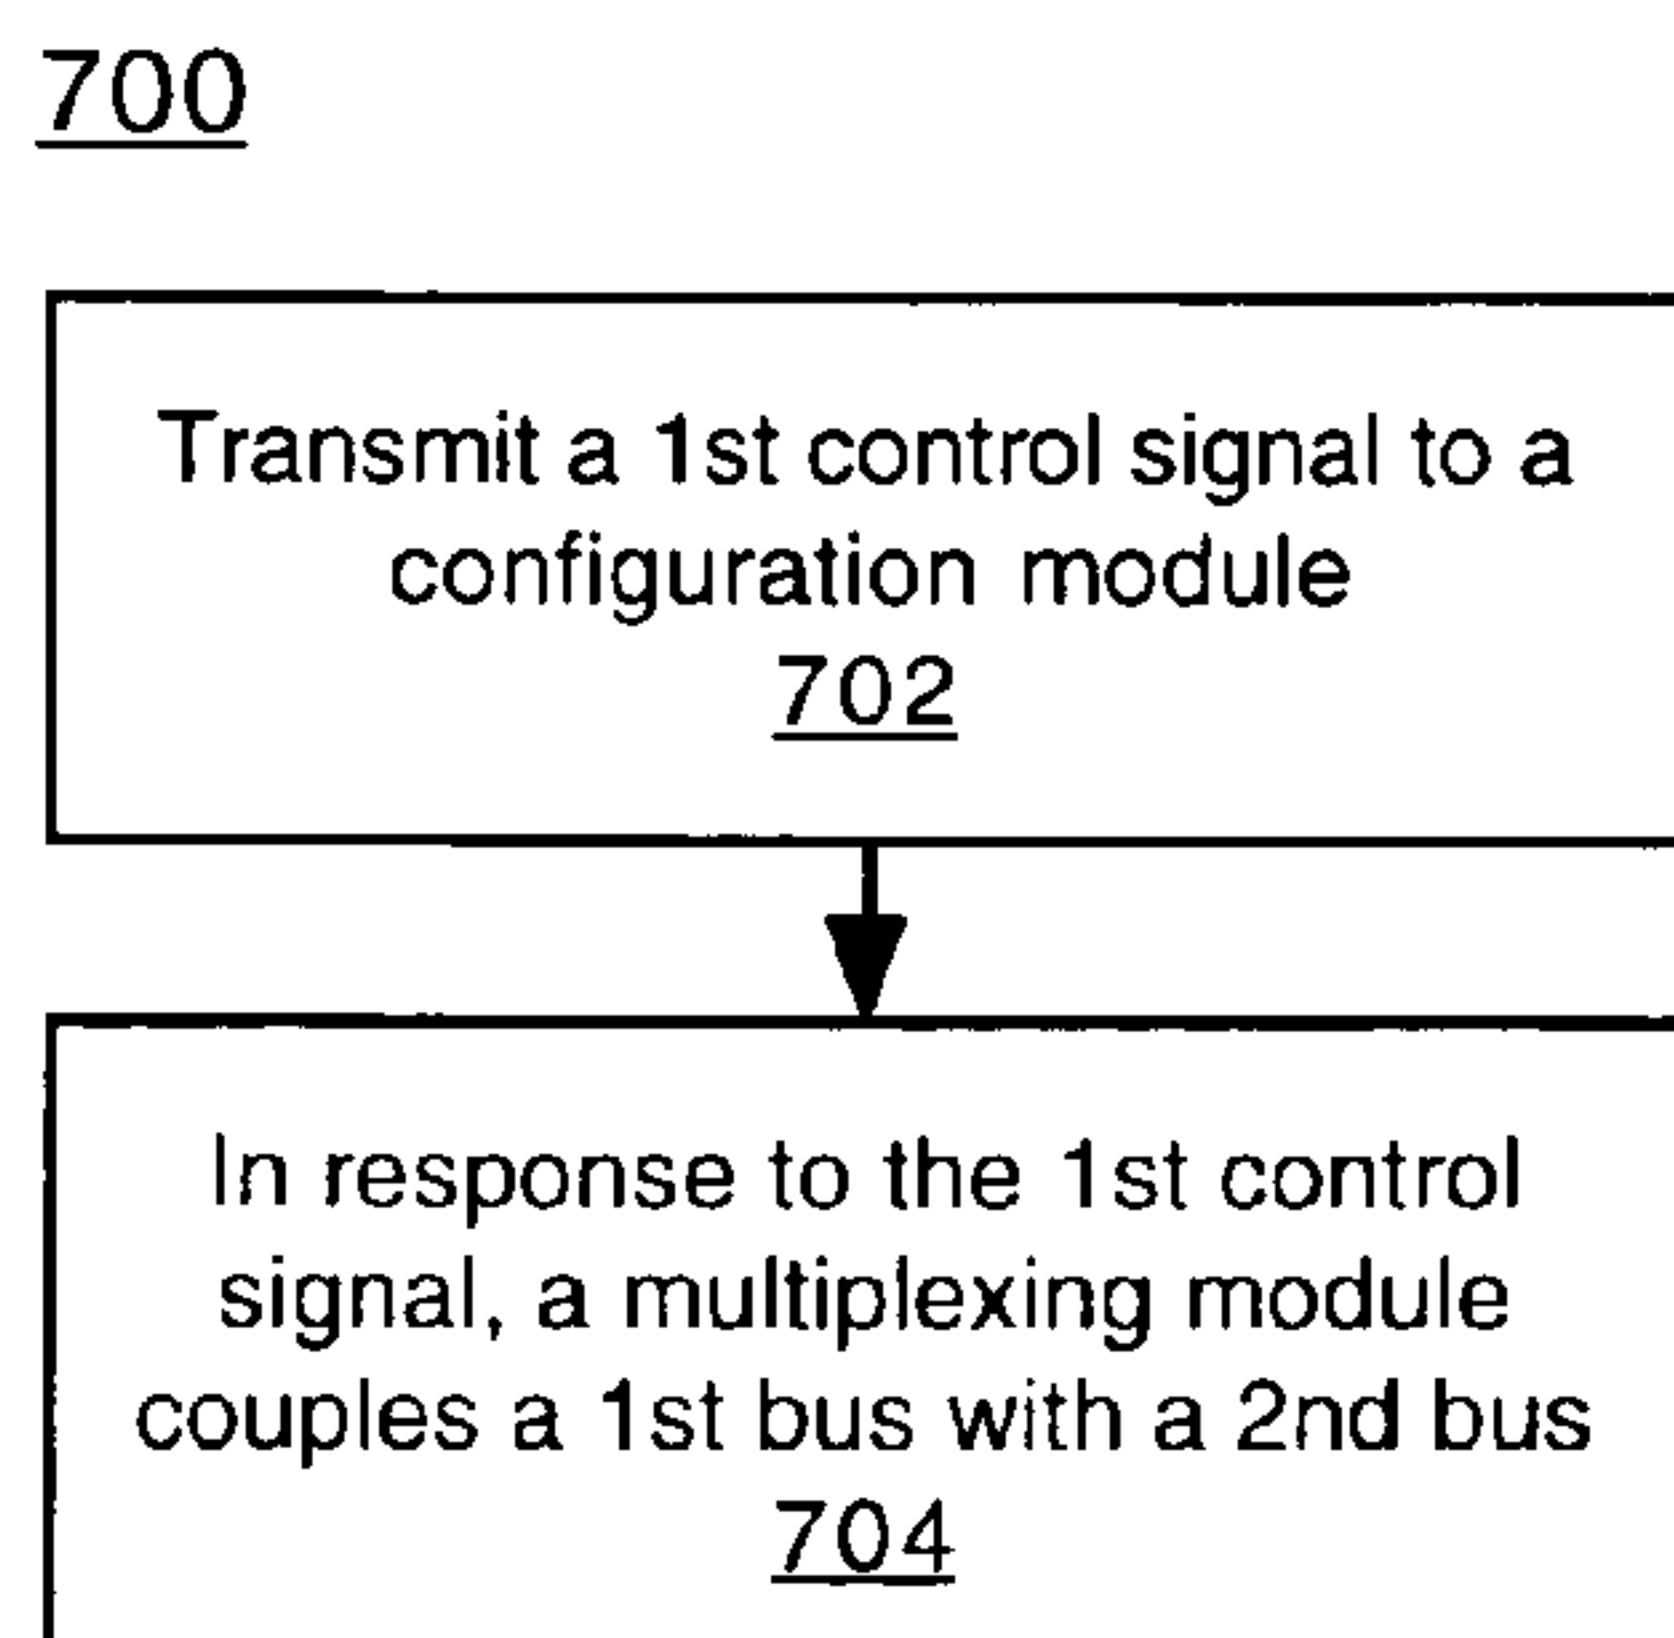 700
Transmit a 1st control signal to a
configuration module
702
In response to the 1st control
signal, a multiplexing module
couples a 1st bus with a 2nd bus
704